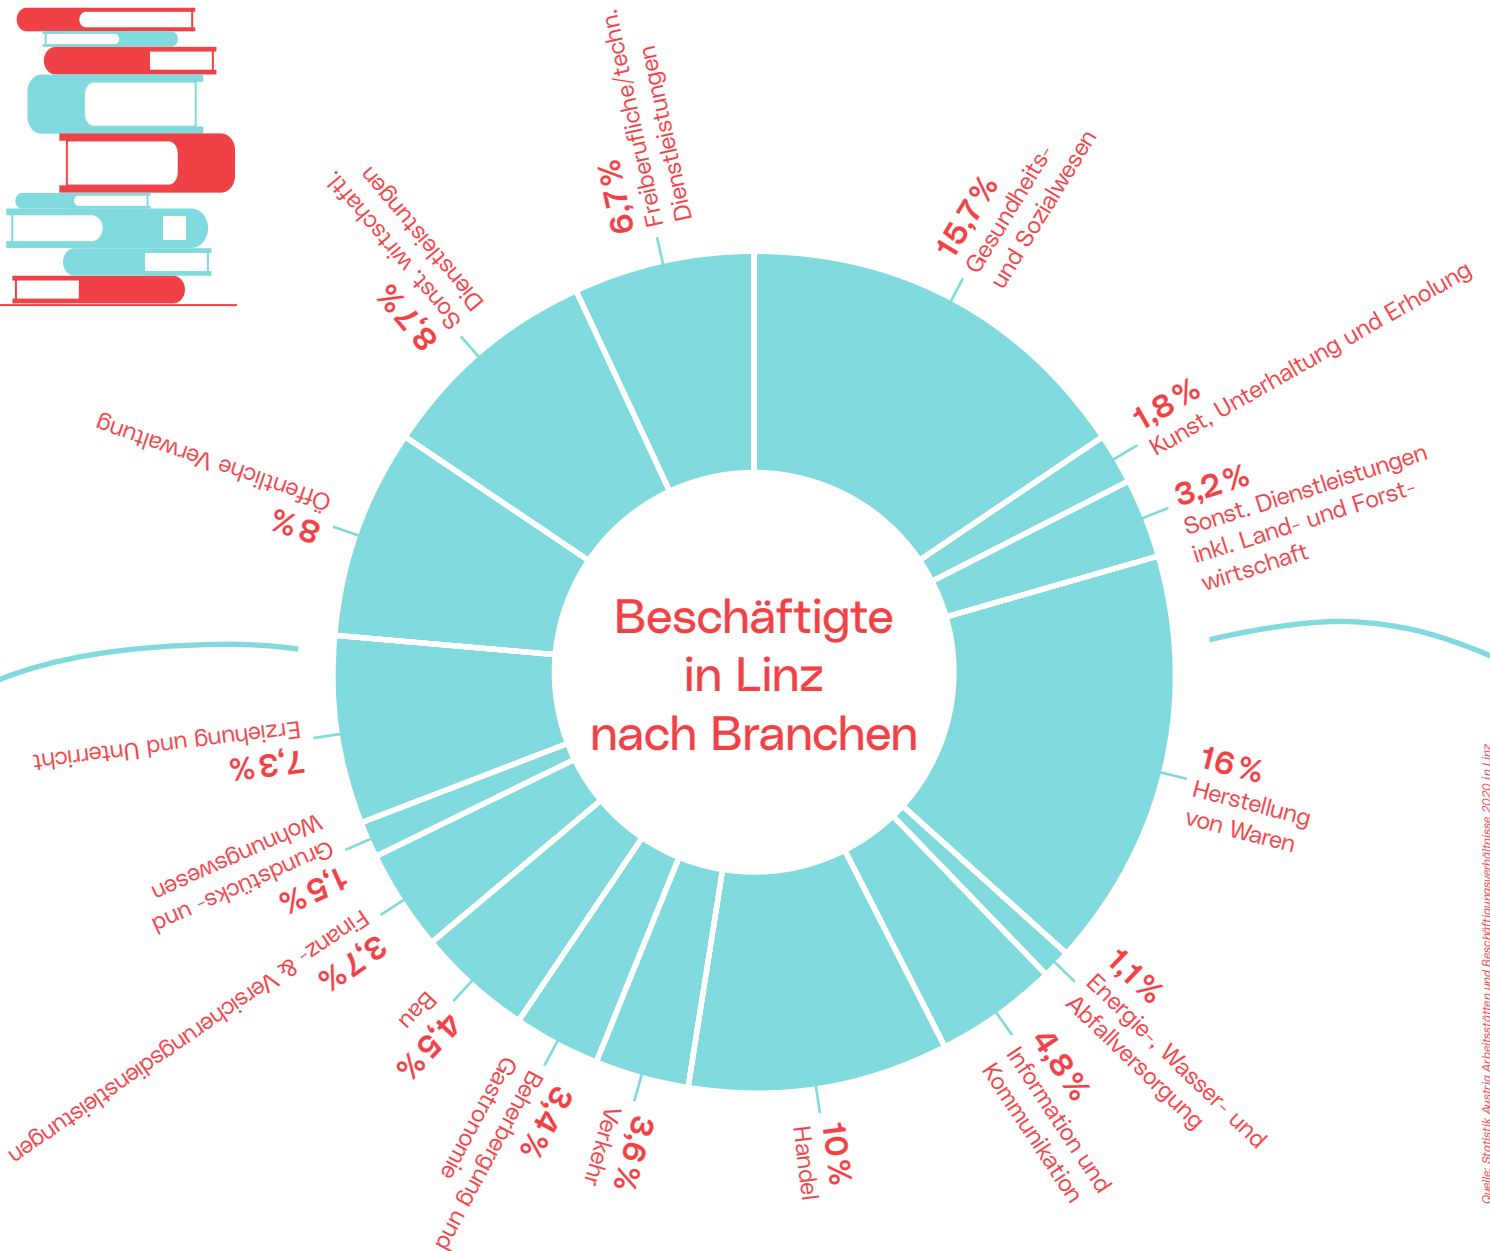 Beschäftigte
in Linz
nach Branchen
15,7%
Gesundheits-
und Sozialwesen
1,8%
Kunst, Unterhaltung und Erholung
3,2%
Sonst. Dienstleistungen
inkl. Land- und Forst-
wirtschaft
16%
Herstellung
von Waren
1,1%
Energie-, Wasser- und
Abfallversorgung
4,8%
Information und
Kommunikation
10%
Handel
3,6%
Verkehr
3,4%
Beherbergung und
Gastronomie
4,5%
Bau
3,7%
Finanz- & Versicherungsdienstleistungen
1,5%
Grundstücks- und
Wohnungswesen
7,3%
Erziehung und Unterricht
8%
Öffentliche Verwaltung
8,7%
Sonst. wirtschaftl.
Dienstleistungen
6,7%
Freiberufliche/techn.
Dienstleistungen
Quelle: Statistik Austria Arbeitsstätten und Beschäftigungsverhältnisse 2020 in Linz